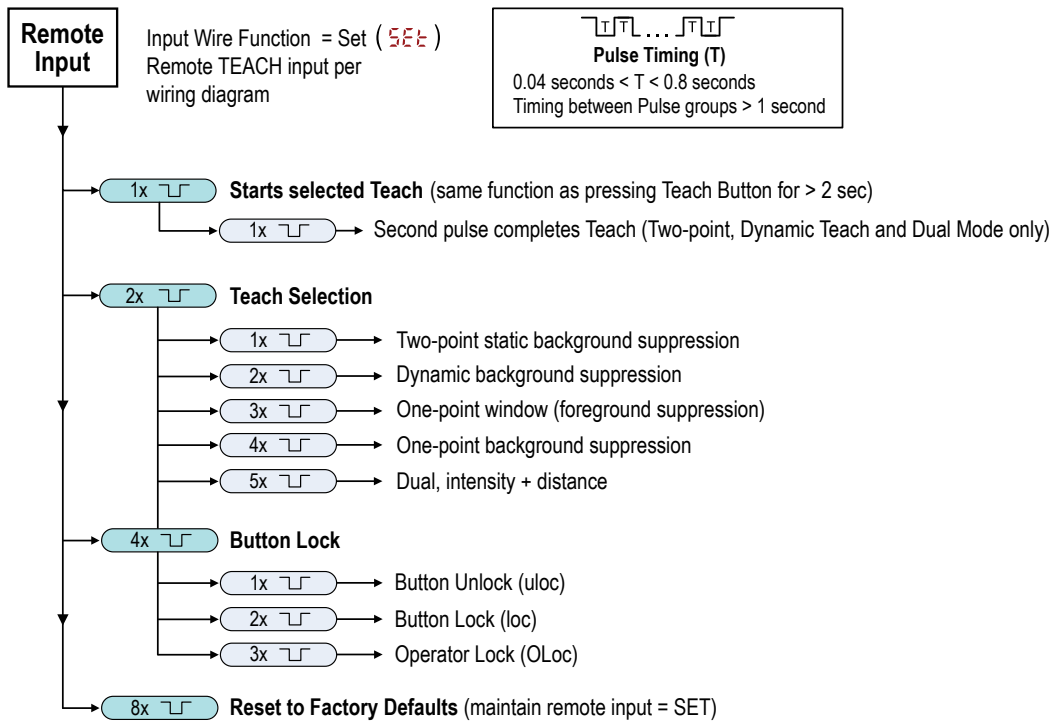 Remote
Input
Input Wire Function = Set ( SEt )
Remote TEACH input per
wiring diagram
T T . . . T T
Pulse Timing (T)
0.04 seconds < T < 0.8 seconds
Timing between Pulse groups > 1 second
1x Starts selected Teach (same function as pressing Teach Button for > 2 sec)
1x Second pulse completes Teach (Two-point, Dynamic Teach and Dual Mode only)
2x Teach Selection
1x Two-point static background suppression
2x Dynamic background suppression
3x One-point window (foreground suppression)
4x One-point background suppression
5x Dual, intensity + distance
4x Button Lock
1x Button Unlock (uloc)
2x Button Lock (loc)
3x Operator Lock (OLoc)
8x Reset to Factory Defaults (maintain remote input = SET)